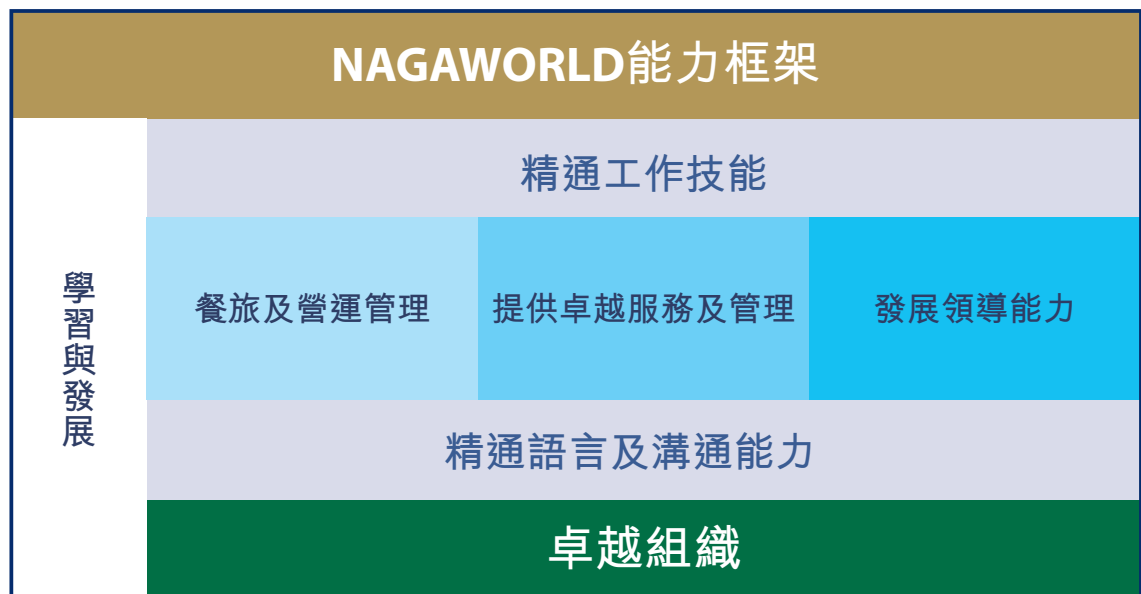 NAGAWORLD能力框架
學習與發展
精通工作技能
餐旅及營運管理
提供卓越服務及管理
發展領導能力
精通語言及溝通能力
卓越組織